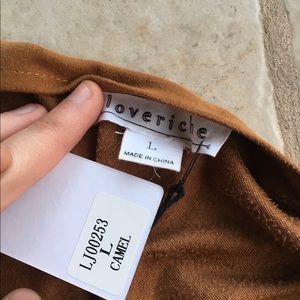 loveriche
L
MADE IN CHINA
LJ00253
L
CAMEL